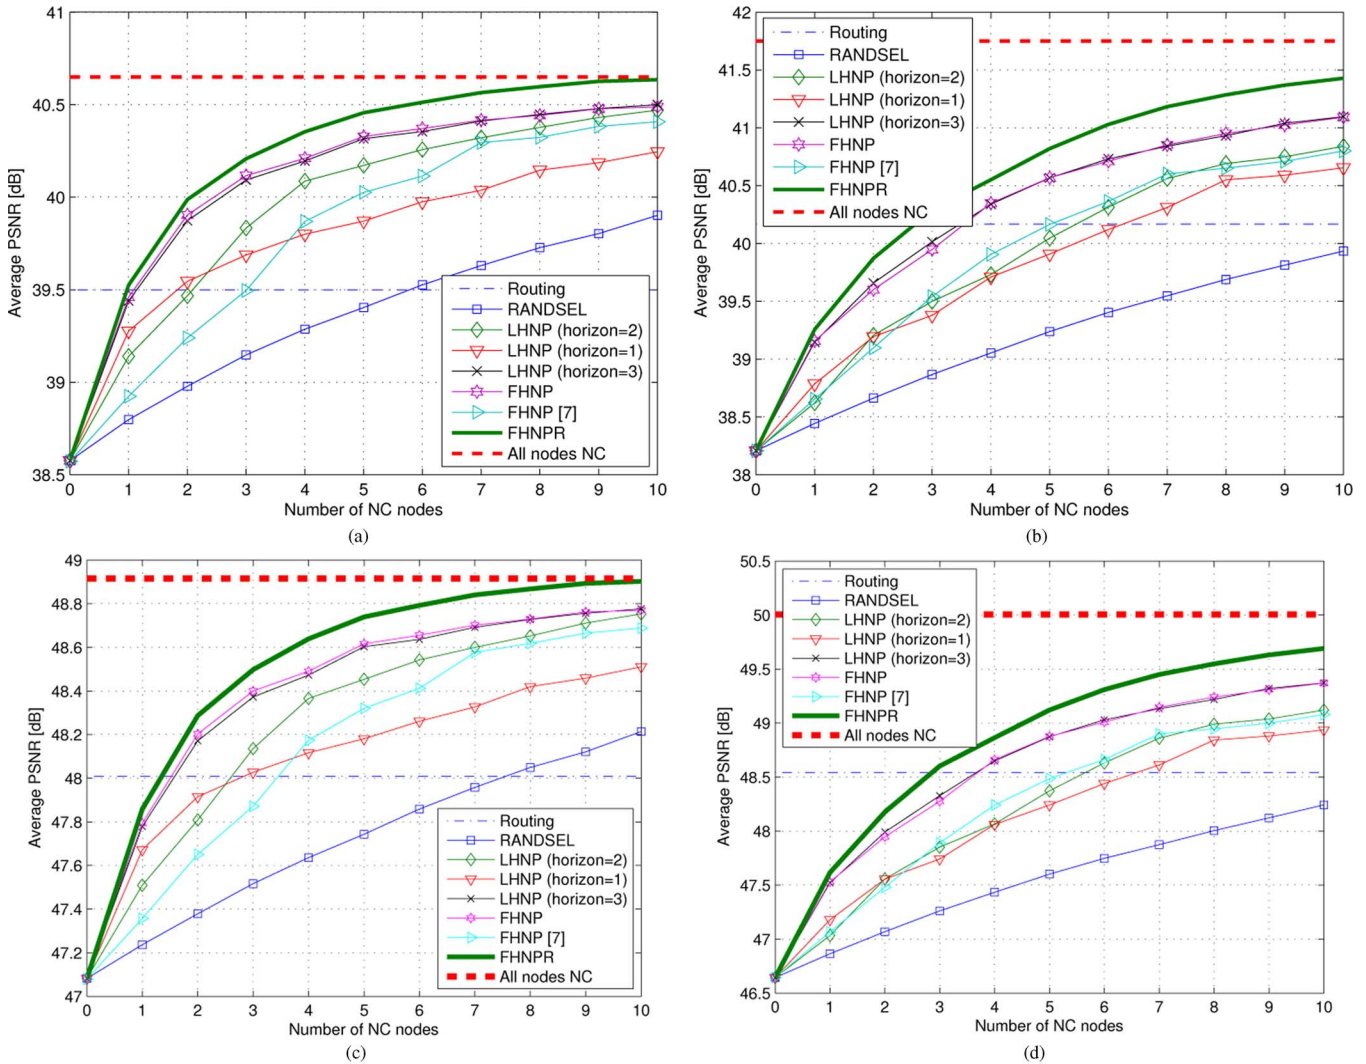 41
40.5
40
39.5
39
38.5
Average PSNR [dB]
Routing
RANDSEL
LHNP (horizon=2)
LHNP (horizon=1)
LHNP (horizon=3)
FHNP
FHNP [7]
FHNPR
All nodes NC
0 1 2 3 4 5 6 7 8 9 10
Number of NC nodes
(a)
42
41.5
41
40.5
40
39.5
39
38.5
38
Average PSNR [dB]
Routing
RANDSEL
LHNP (horizon=2)
LHNP (horizon=1)
LHNP (horizon=3)
FHNP
FHNP [7]
FHNPR
All nodes NC
0 1 2 3 4 5 6 7 8 9 10
Number of NC nodes
(b)
49
48.8
48.6
48.4
48.2
48
47.8
47.6
47.4
47.2
47
Average PSNR [dB]
Routing
RANDSEL
LHNP (horizon=2)
LHNP (horizon=1)
LHNP (horizon=3)
FHNP
FHNP [7]
FHNPR
All nodes NC
0 1 2 3 4 5 6 7 8 9 10
Number of NC nodes
(c)
50.5
50
49.5
49
48.5
48
47.5
47
46.5
Average PSNR [dB]
Routing
RANDSEL
LHNP (horizon=2)
LHNP (horizon=1)
LHNP (horizon=3)
FHNP
FHNP [7]
FHNPR
All nodes NC
0 1 2 3 4 5 6 7 8 9 10
Number of NC nodes
(d)